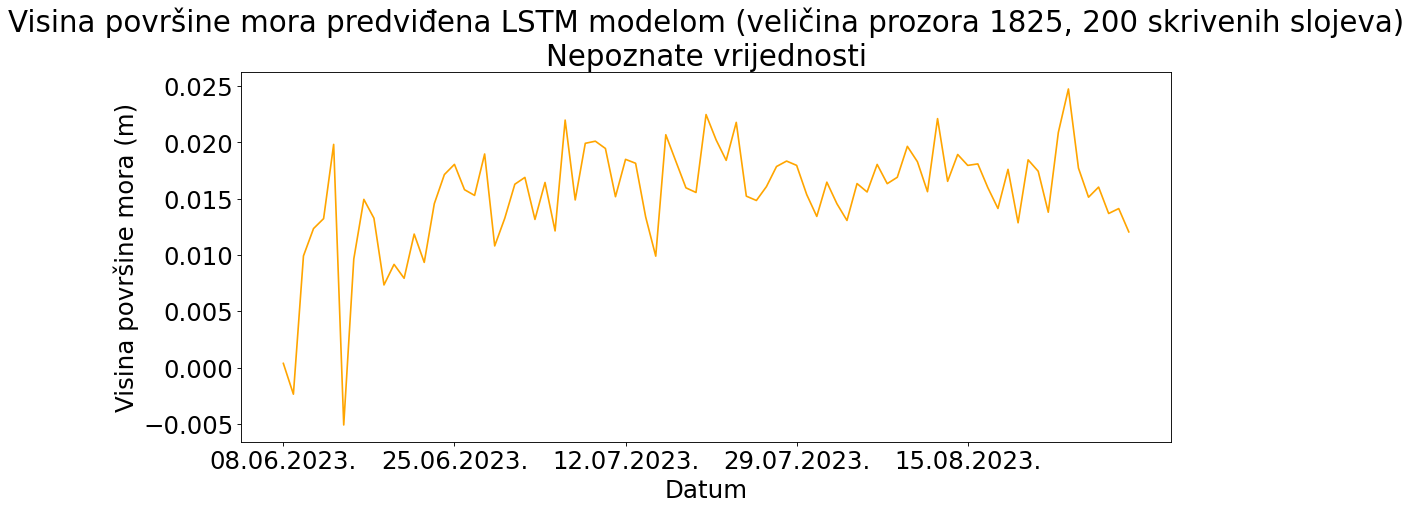 Visina površine mora predviđena LSTM modelom (veličina prozora 1825, 200 skrivenih slojeva)
Nepoznate vrijednosti
Visina površine mora (m)
0.025
0.020
0.015
0.010
0.005
0.000
−0.005
08.06.2023. 25.06.2023. 12.07.2023. 29.07.2023. 15.08.2023.
Datum